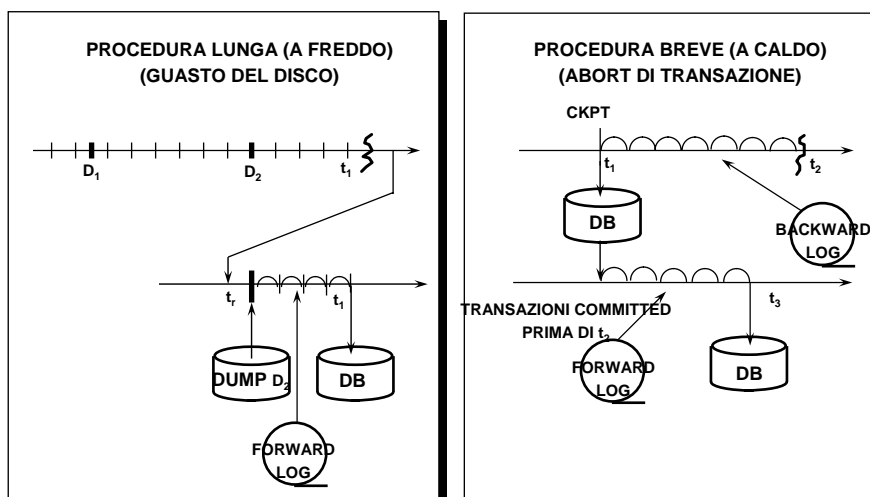 PROCEDURA LUNGA (A FREDDO)
(GUASTO DEL DISCO)
D1
D2
t1
tr
t1
DUMP D2
DB
FORWARD
LOG
PROCEDURA BREVE (A CALDO)
(ABORT DI TRANSAZIONE)
CKPT
t1
t2
DB
BACKWARD
LOG
t3
TRANSAZIONI COMMITTED
PRIMA DI t2
FORWARD
LOG
DB